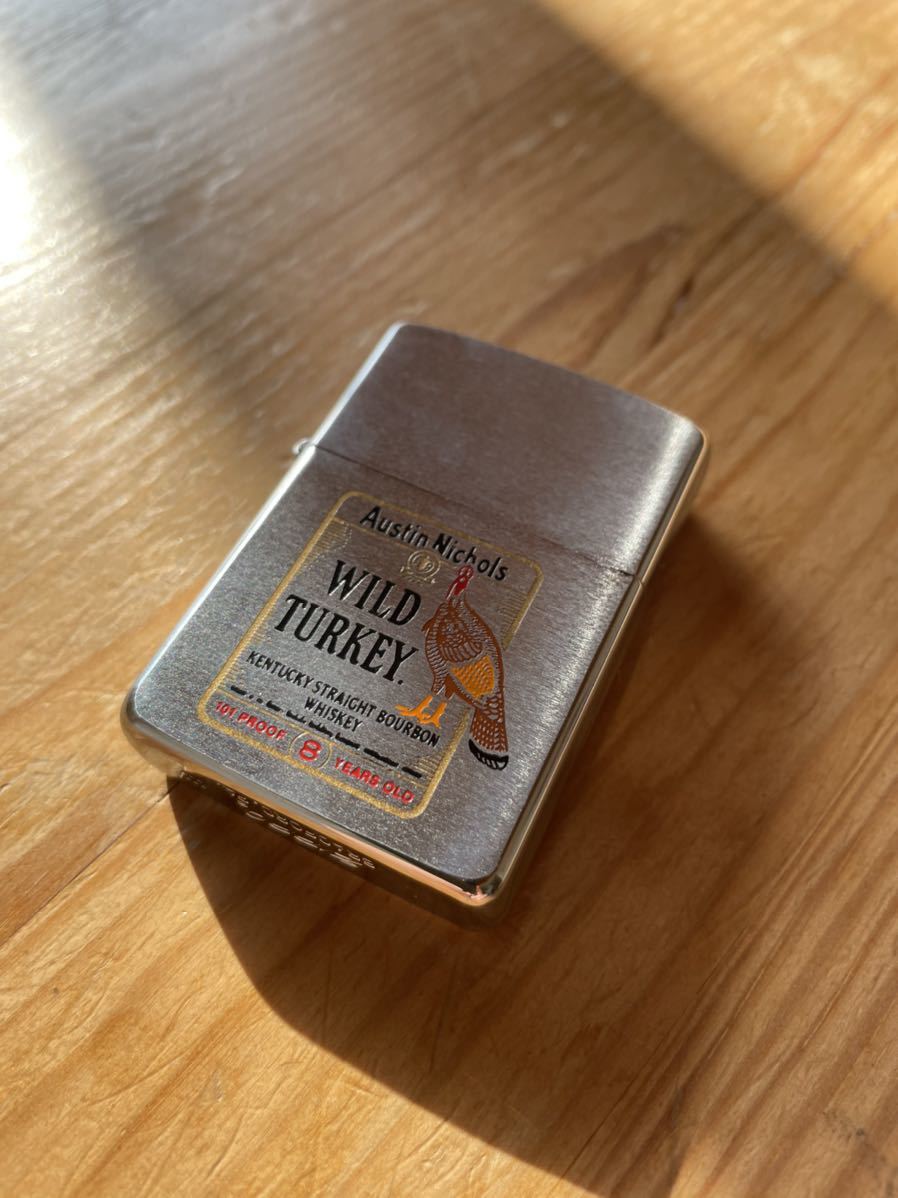 Austin Nichols
WILD
TURKEY.
KENTUCKY STRAIGHT BOURBON
WHISKEY
101 PROOF 8 YEARS OLD